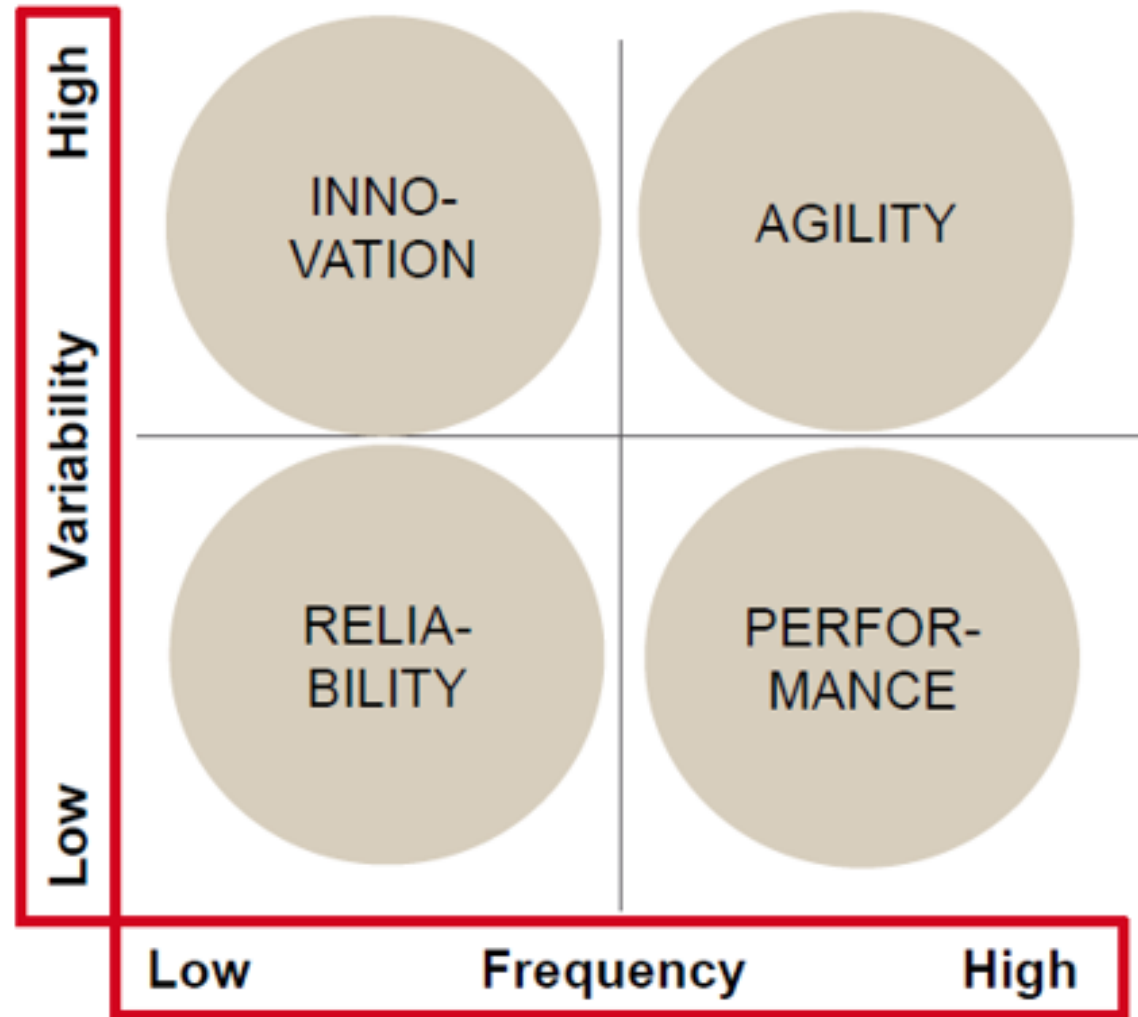 High
Variability
Low
INNO-
VATION
AGILITY
RELIA-
BILITY
PERFOR-
MANCE
Low Frequency High